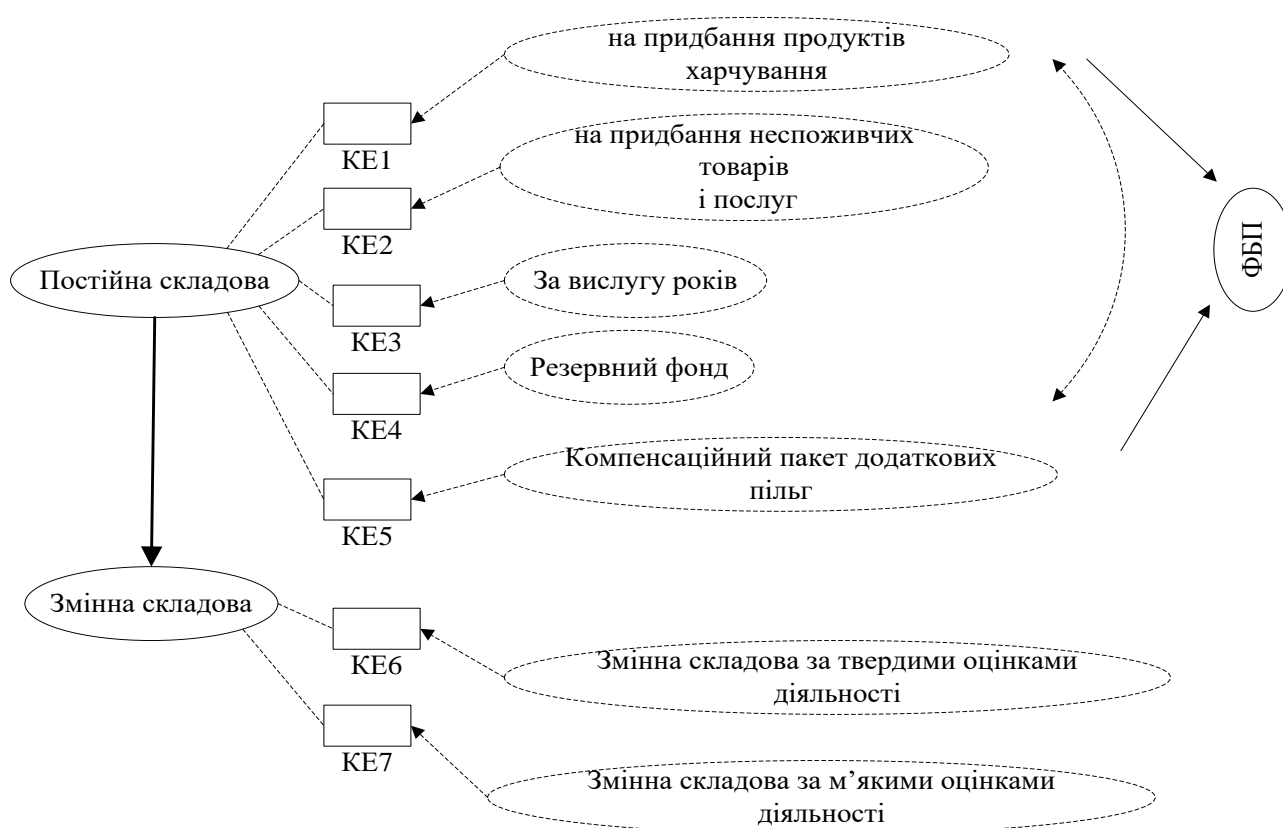 на придбання продуктів
харчування
КЕ1
на придбання неспоживчих
товарів
і послуг
КЕ2
ФБП
Постійна складова
За вислугу років
КЕ3
Резервний фонд
КЕ4
Компенсаційний пакет додаткових
пільг
КЕ5
Змінна складова
КЕ6
Змінна складова за твердими оцінками
діяльності
КЕ7
Змінна складова за м’якими оцінками
діяльності